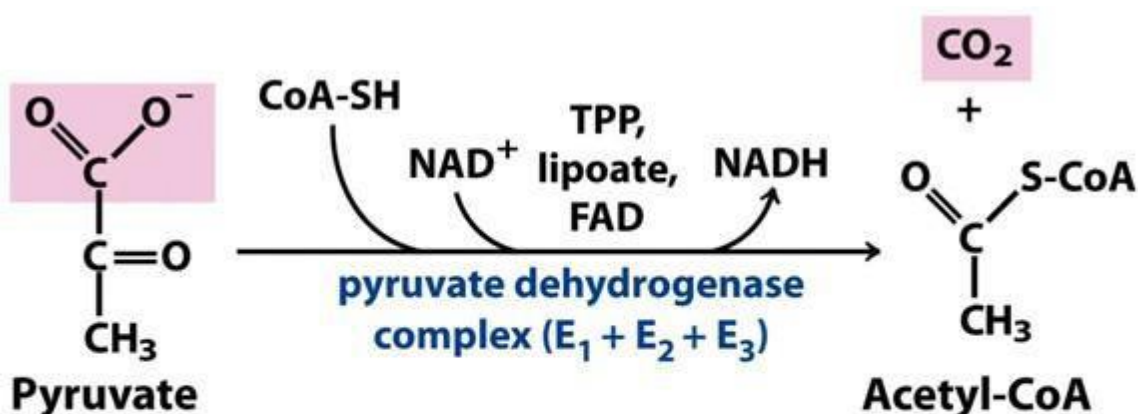 O
O⁻
C
C=O
CH₃
Pyruvate
CoA-SH
NAD⁺
TPP,
lipoate,
FAD
NADH
pyruvate dehydrogenase
complex (E₁ + E₂ + E₃)
CO₂
+
O
S-CoA
C
CH₃
Acetyl-CoA